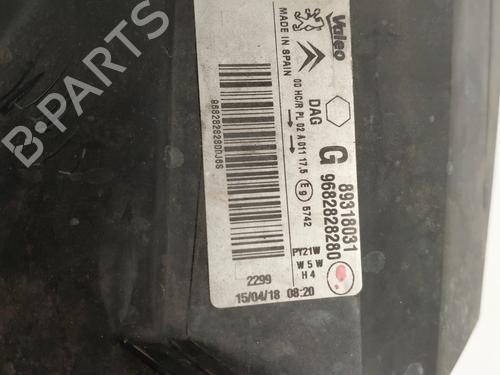 Valeo
MADE IN SPAIN
DAG
00 HC/R PL 02 A 011 17,5
E9
5742
G
89318031
9682828280
PY21W
W5W
H4
2299
15/04/18 08:20
B-PARTS